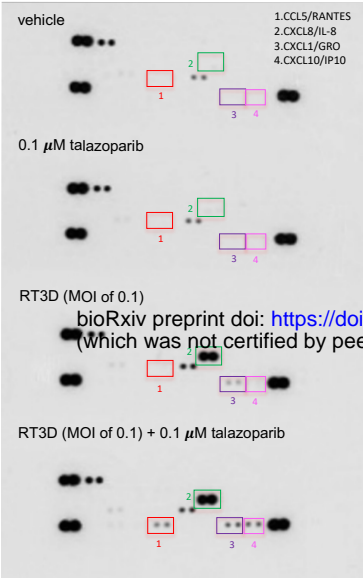 vehicle
1.CCL5/RANTES
2.CXCL8/IL-8
3.CXCL1/GRO
4.CXCL10/IP10
2
1
3 4
0.1 µM talazoparib
2
1
3 4
RT3D (MOI of 0.1)
bioRxiv preprint doi: https://doi
(which was not certified by pee
2
1
3 4
RT3D (MOI of 0.1) + 0.1 µM talazoparib
2
1
3 4